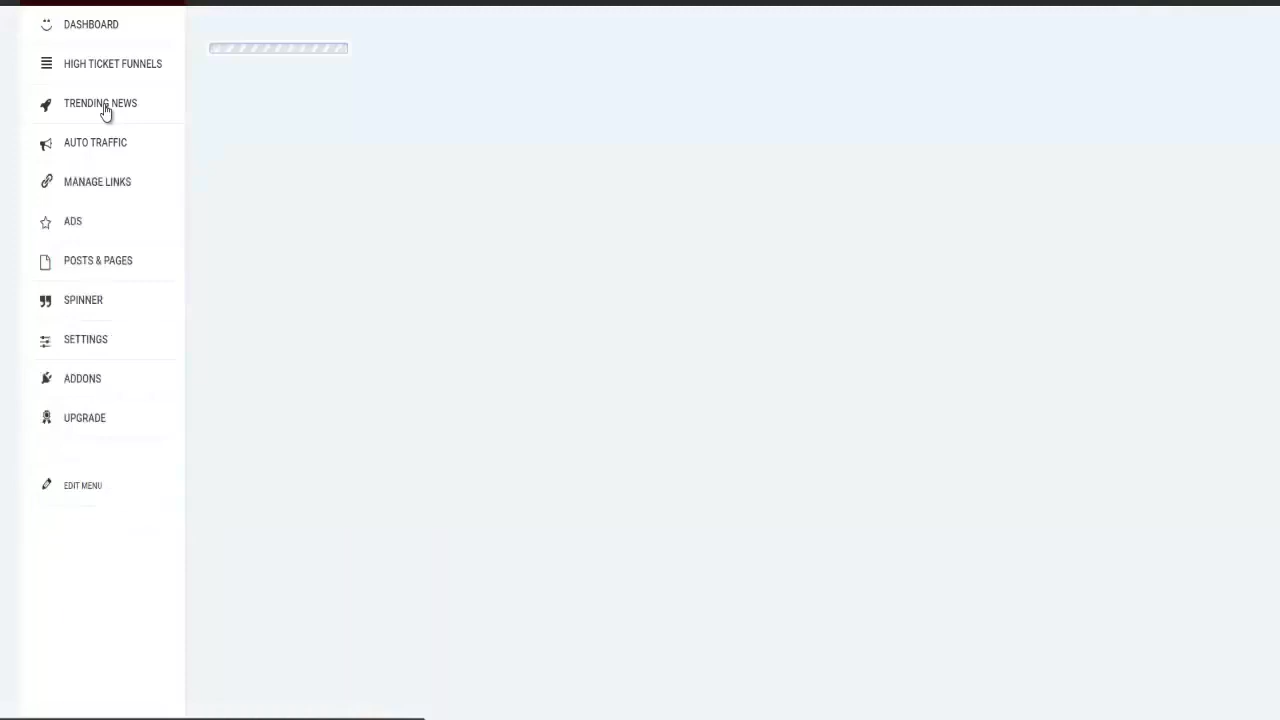 DASHBOARD
HIGH TICKET FUNNELS
TRENDING NEWS
AUTO TRAFFIC
MANAGE LINKS
ADS
POSTS & PAGES
SPINNER
SETTINGS
ADDONS
UPGRADE
EDIT MENU